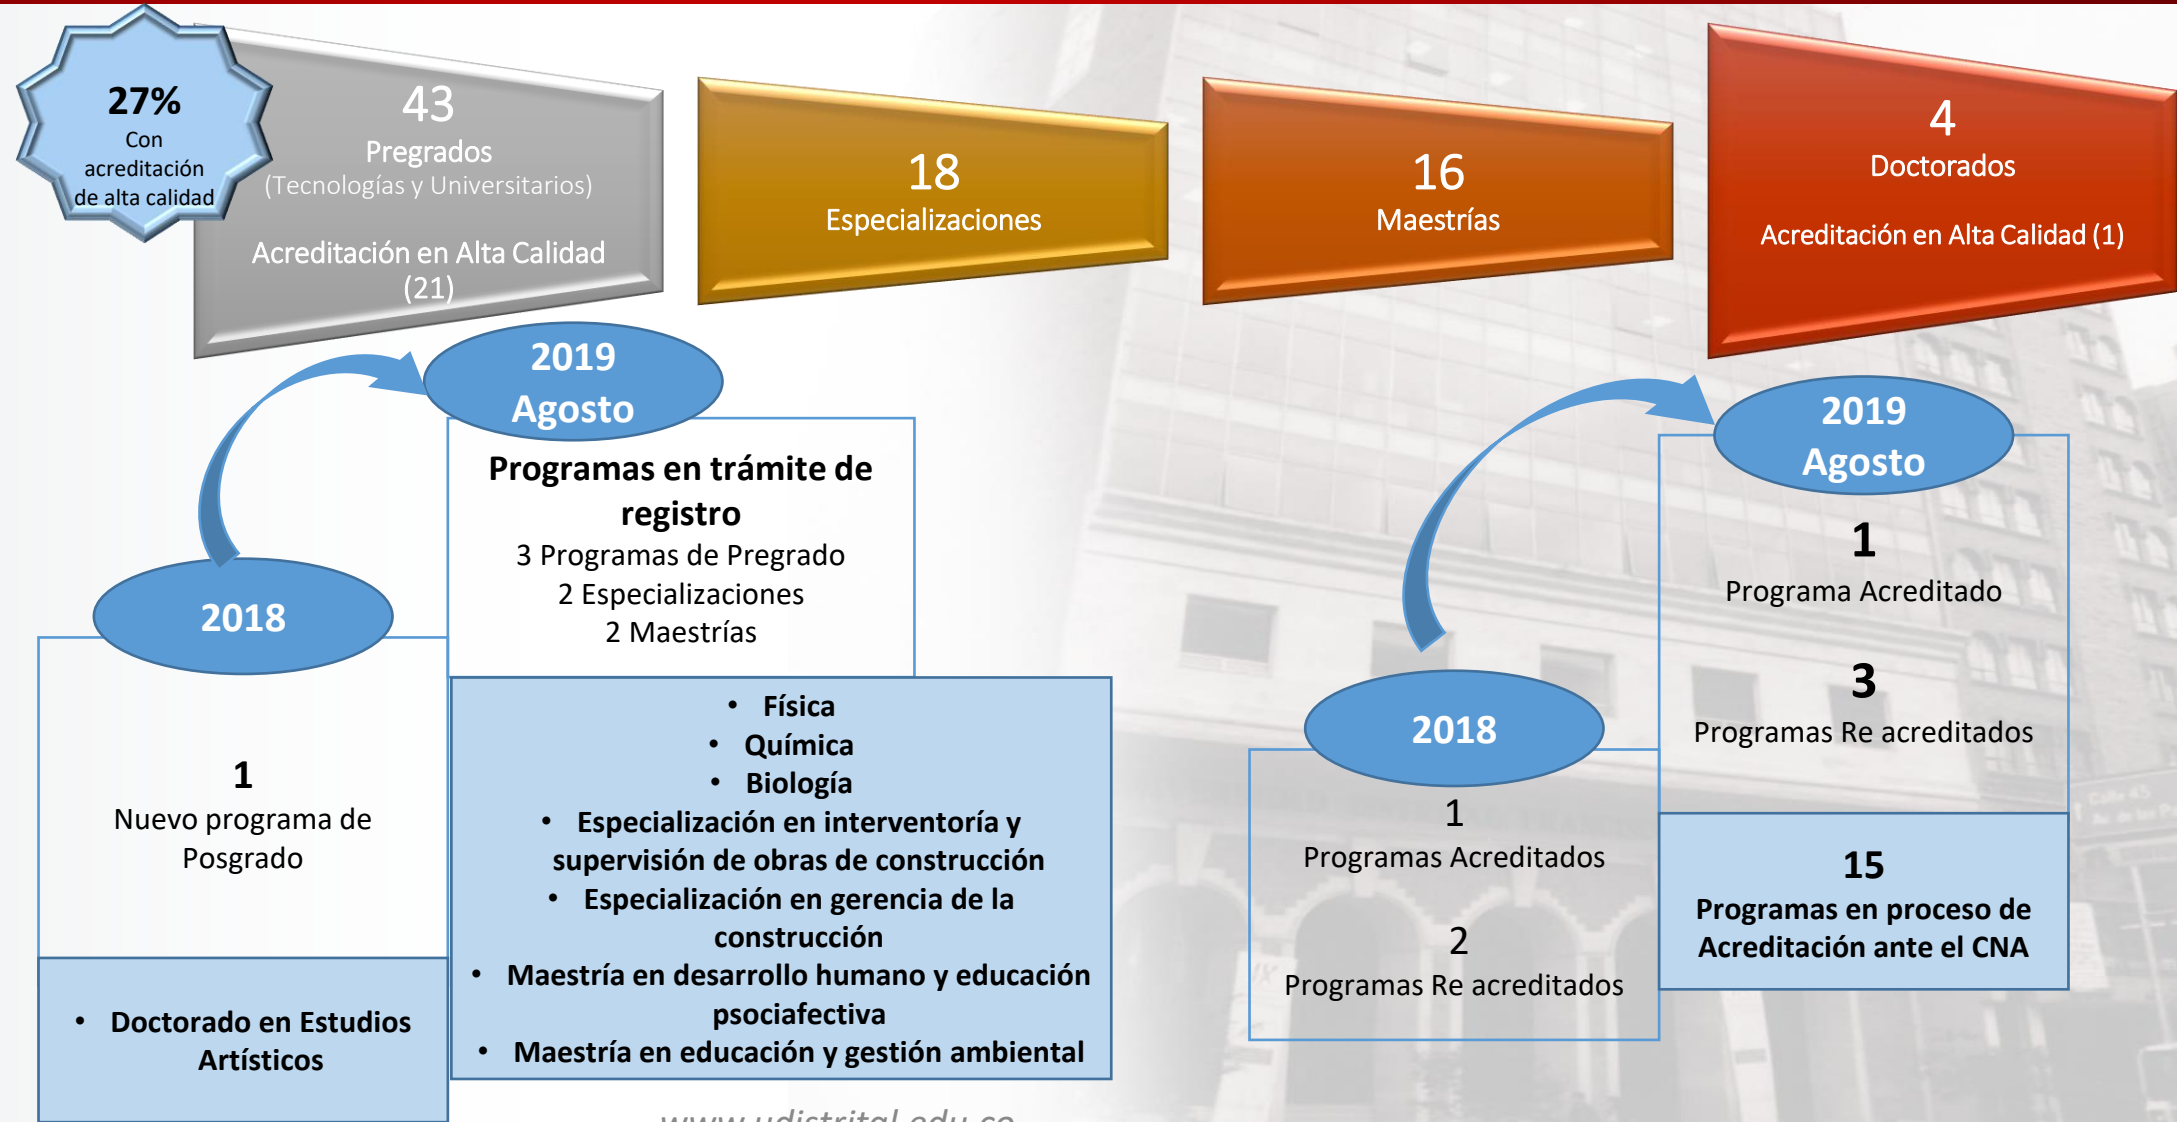 27%
Con
acreditación
de alta calidad
43
Pregrados
(Tecnologías y Universitarios)
Acreditación en Alta Calidad
(21)
18
Especializaciones
16
Maestrías
4
Doctorados
Acreditación en Alta Calidad (1)
2019
Agosto
Programas en trámite de
registro
3 Programas de Pregrado
2 Especializaciones
2 Maestrías
• Física
• Química
• Biología
• Especialización en interventoría y
supervisión de obras de construcción
• Especialización en gerencia de la
construcción
• Maestría en desarrollo humano y educación
psociafectiva
• Maestría en educación y gestión ambiental
2018
1
Nuevo programa de
Posgrado
• Doctorado en Estudios
Artísticos
2019
Agosto
1
Programa Acreditado
3
Programas Re acreditados
15
Programas en proceso de
Acreditación ante el CNA
2018
1
Programas Acreditados
2
Programas Re acreditados
www.udistrital.edu.co